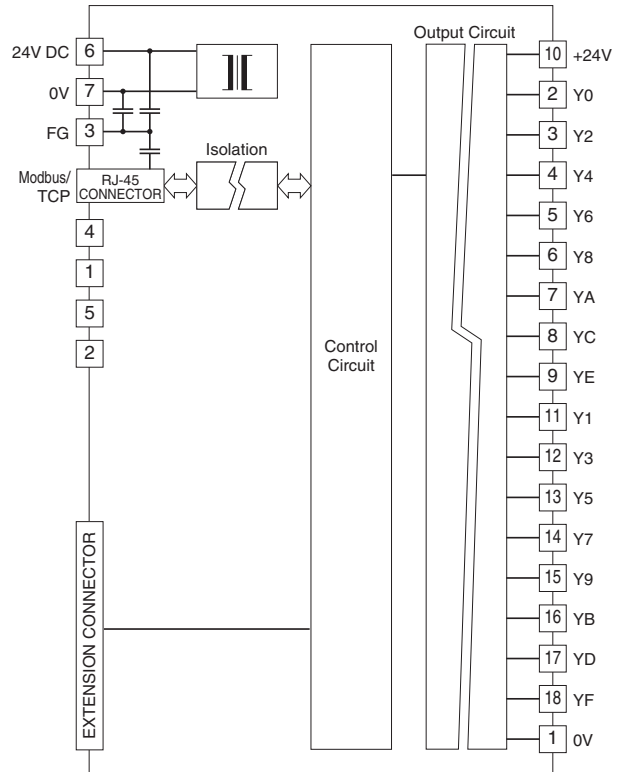 Output Circuit
24V DC 6
0V 7
FG 3
Isolation
Modbus/
TCP
RJ-45
CONNECTOR
4
1
5
2
EXTENSION CONNECTOR
Control
Circuit
10 +24V
2 Y0
3 Y2
4 Y4
5 Y6
6 Y8
7 YA
8 YC
9 YE
11 Y1
12 Y3
13 Y5
14 Y7
15 Y9
16 YB
17 YD
18 YF
1 0V